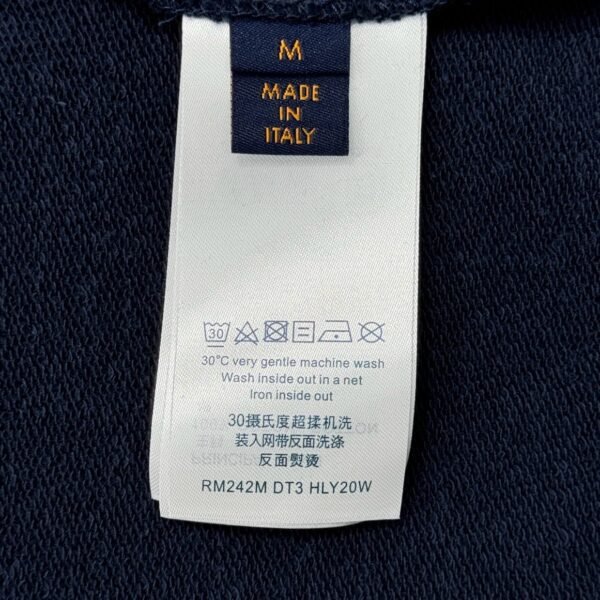 M
MADE
IN
ITALY
30
30°C very gentle machine wash
Wash inside out in a net
Iron inside out
30摄氏度超揉机洗
装入网带反面洗涤
反面熨烫
RM242M DT3 HLY20W